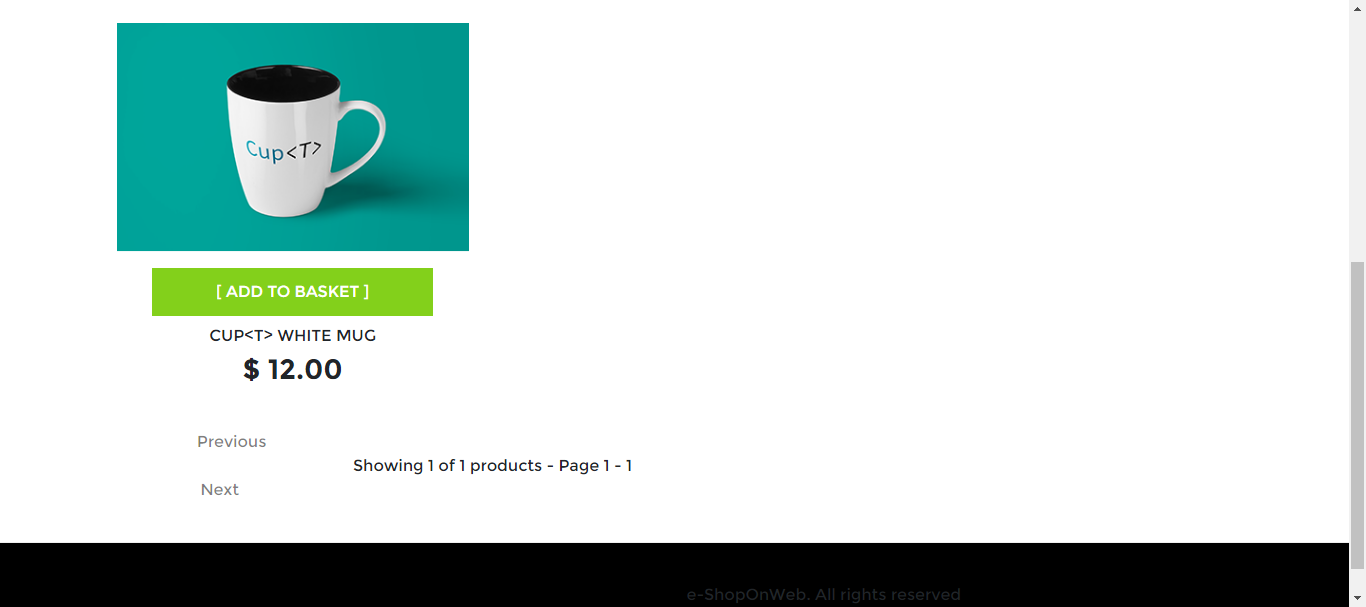 Cup<T>
[ ADD TO BASKET ]
CUP<T> WHITE MUG
$ 12.00
Previous
Showing 1 of 1 products - Page 1 - 1
Next
e-ShopOnWeb. All rights reserved